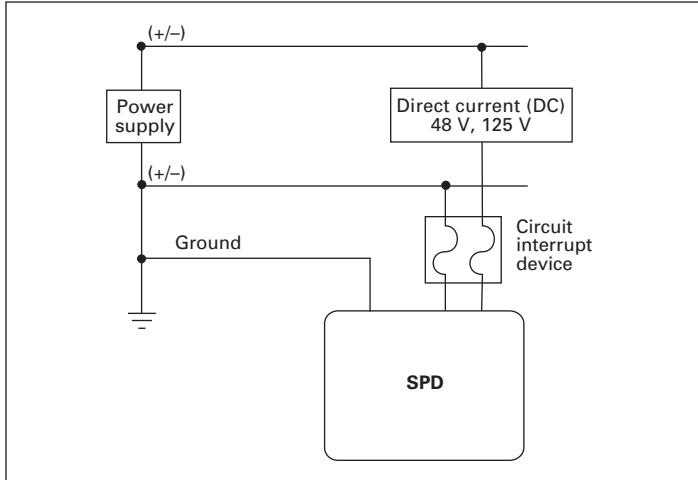 (+/–)
Power
supply
Direct current (DC)
48 V, 125 V
(+/–)
Circuit
interrupt
device
Ground
SPD